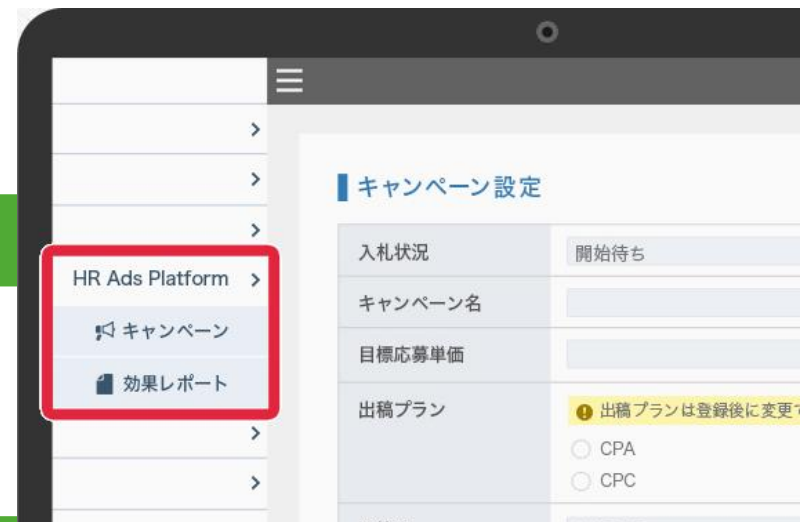 HR Ads Platform
キャンペーン
効果レポート
キャンペーン設定
入札状況
開始待ち
キャンペーン名
目標応募単価
出稿プラン
出稿プランは登録後に変更
CPA
CPC